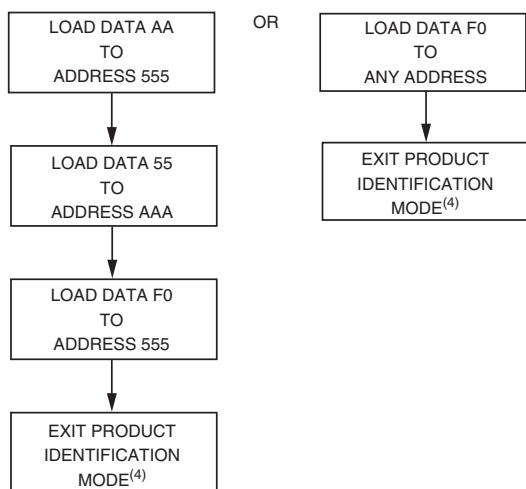 LOAD DATA AA
TO
ADDRESS 555
LOAD DATA 55
TO
ADDRESS AAA
LOAD DATA F0
TO
ADDRESS 555
EXIT PRODUCT
IDENTIFICATION
MODE(4)
OR
LOAD DATA F0
TO
ANY ADDRESS
EXIT PRODUCT
IDENTIFICATION
MODE(4)